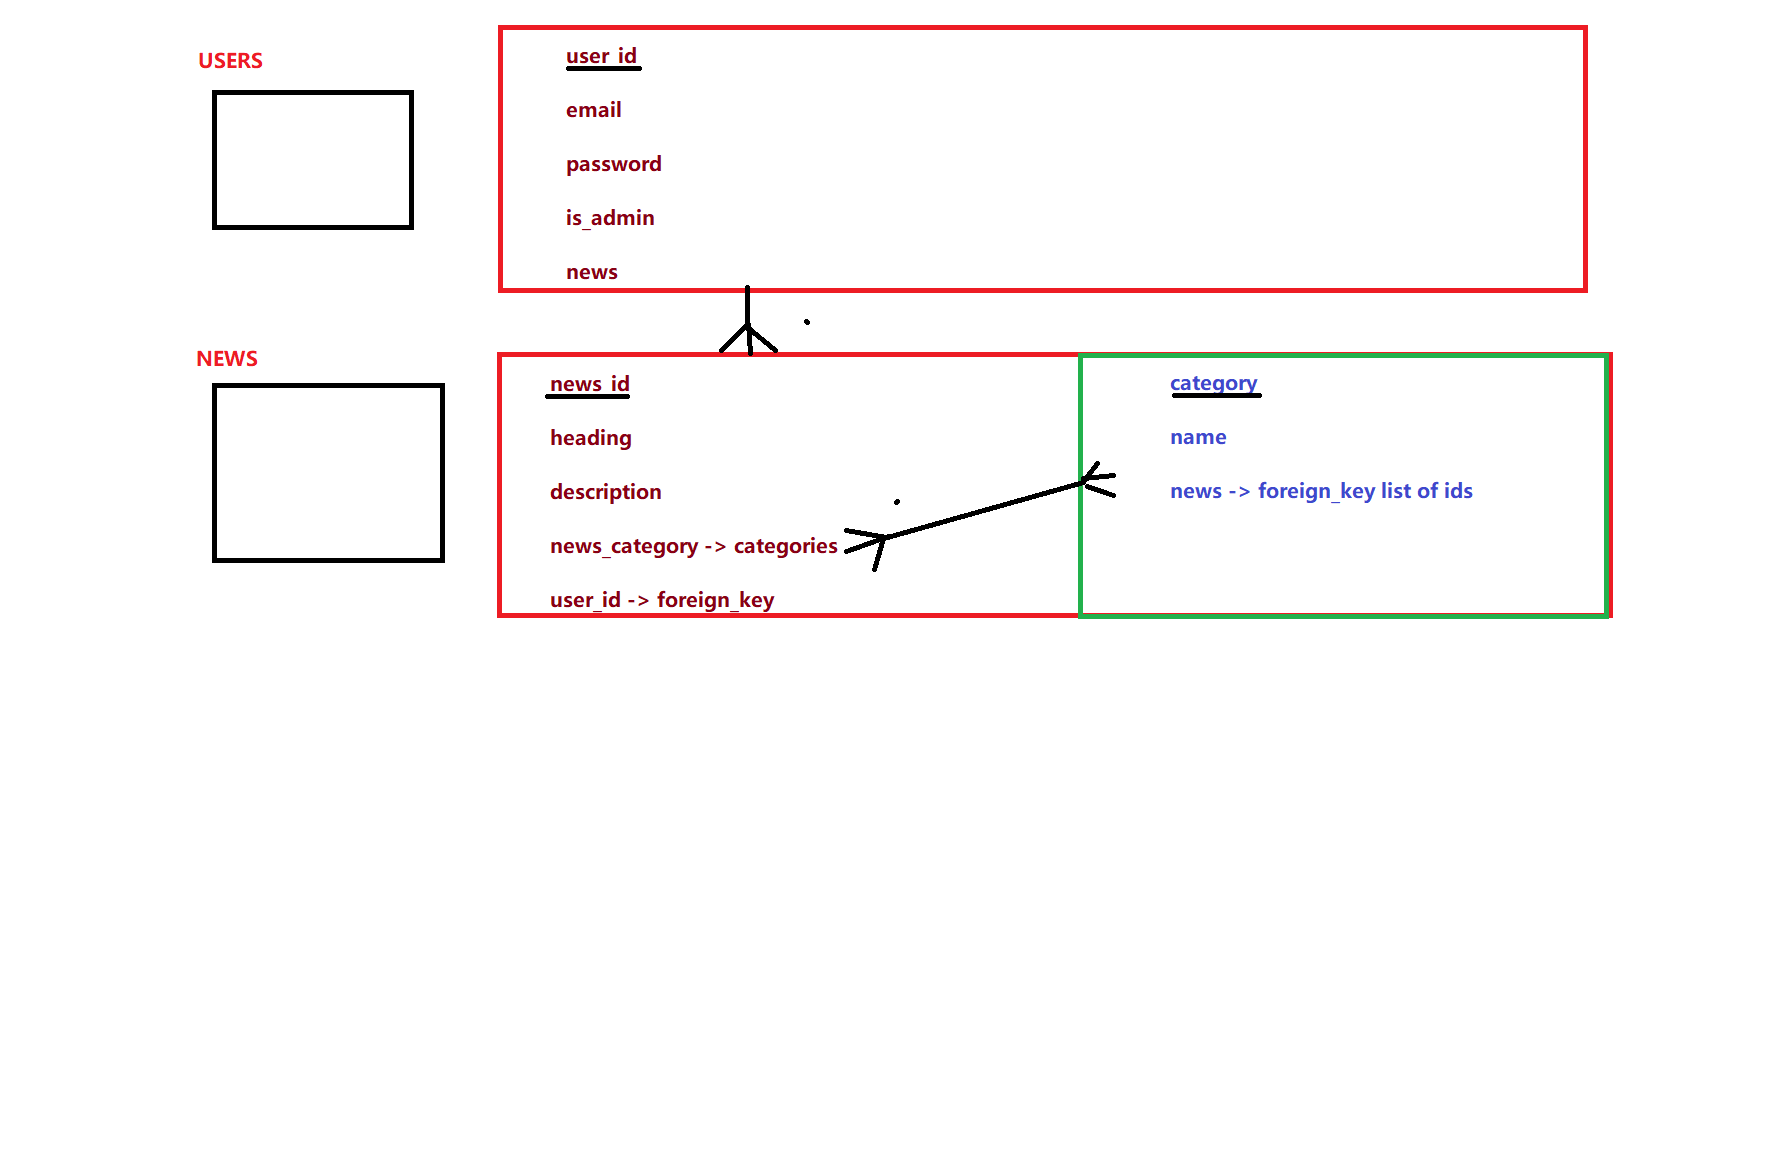 USERS
user_id
email
password
is_admin
news
NEWS
news_id
heading
description
news_category -> categories
user_id -> foreign_key
category
name
news -> foreign_key list of ids